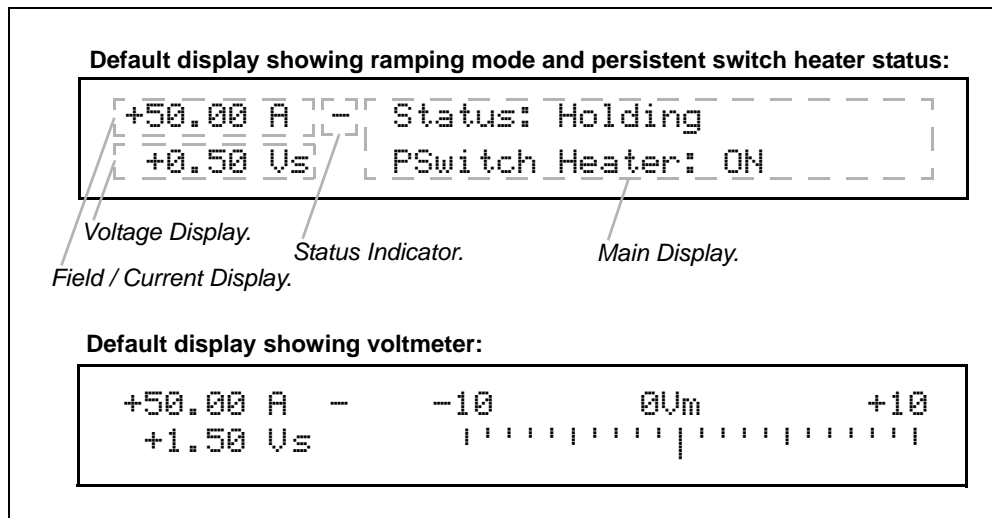 Default display showing ramping mode and persistent switch heater status:
+50.00 A – Status: Holding
+0.50 Vs PSwitch Heater: ON
Voltage Display.
Status Indicator.
Main Display.
Field / Current Display.
Default display showing voltmeter:
+50.00 A – -10 0Vm +10
+1.50 Vs